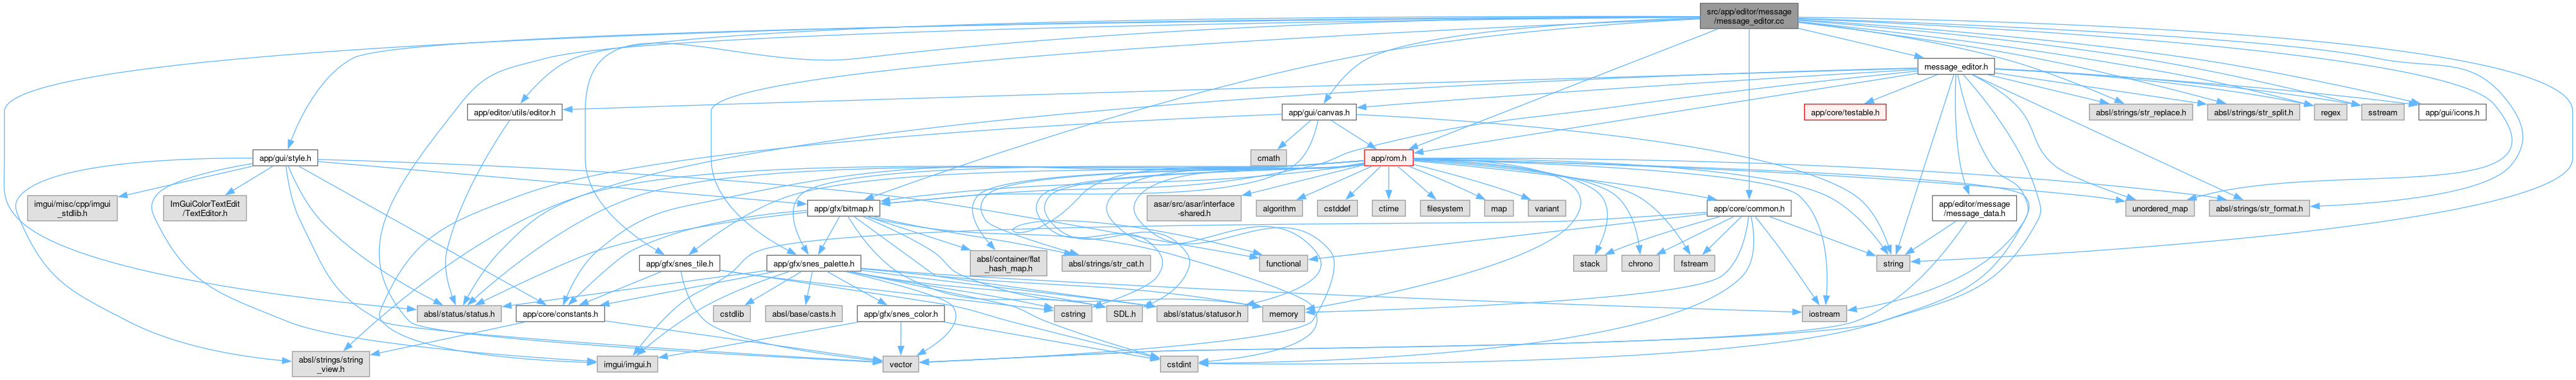 src/app/editor/message
/message_editor.cc
message_editor.h
app/editor/utils/editor.h
app/gui/canvas.h
app/core/testable.h
absl/strings/str_replace.h
absl/strings/str_split.h
regex
sstream
app/gui/icons.h
app/gui/style.h
cmath
app/rom.h
imgui/misc/cpp/imgui
_stdlib.h
ImGuiColorTextEdit
/TextEditor.h
app/gfx/bitmap.h
asar/src/asar/interface
-shared.h
algorithm
cstddef
ctime
filesystem
map
variant
app/core/common.h
app/editor/message
/message_data.h
unordered_map
absl/strings/str_format.h
app/gfx/snes_tile.h
app/gfx/snes_palette.h
absl/container/flat
_hash_map.h
absl/strings/str_cat.h
functional
stack
chrono
fstream
string
absl/status/status.h
app/core/constants.h
cstdlib
absl/base/casts.h
app/gfx/snes_color.h
cstring
SDL.h
absl/status/statusor.h
memory
iostream
absl/strings/string
_view.h
imgui/imgui.h
vector
cstdint